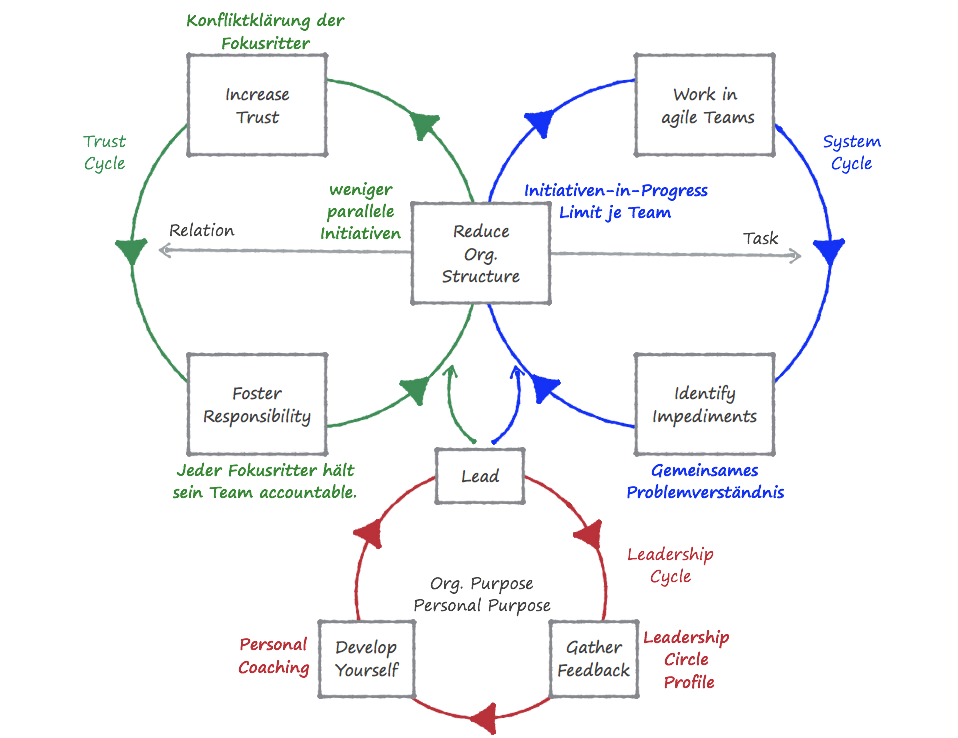 Konfliktklärung der
Fokusritter
Increase
Trust
Work in
agile Teams
Trust
Cycle
System
Cycle
weniger
parallele
Initiativen
Initiativen-in-Progress
Limit je Team
Relation
Reduce
Org.
Structure
Task
Foster
Responsibility
Identify
Impediments
Jeder Fokusritter hält
sein Team accountable.
Lead
Gemeinsames
Problemverständnis
Leadership
Cycle
Org. Purpose
Personal Purpose
Personal
Coaching
Develop
Yourself
Gather
Feedback
Leadership
Circle
Profile